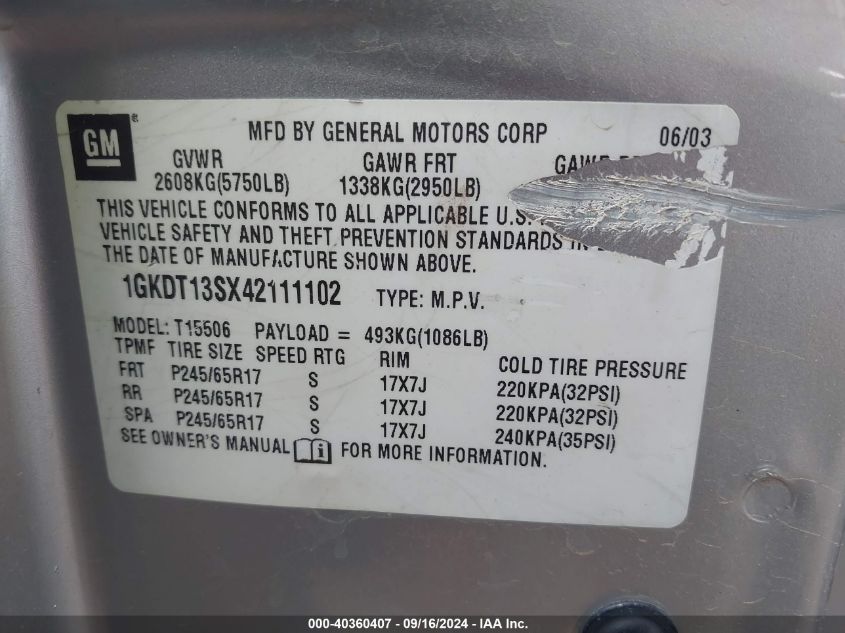 GM
MFD BY GENERAL MOTORS CORP 06/03
GVWR GAWR FRT GAWR
2608KG(5750LB) 1338KG(2950LB)
THIS VEHICLE CONFORMS TO ALL APPLICABLE U.S.
VEHICLE SAFETY AND THEFT PREVENTION STANDARDS IN
THE DATE OF MANUFACTURE SHOWN ABOVE.
1GKDT13SX42111102 TYPE: M.P.V.
MODEL: T15506 PAYLOAD = 493KG(1086LB)
TPMF TIRE SIZE SPEED RTG RIM COLD TIRE PRESSURE
FRT P245/65R17 S 17X7J 220KPA(32PSI)
RR P245/65R17 S 17X7J 220KPA(32PSI)
SPA P245/65R17 S 17X7J 240KPA(35PSI)
SEE OWNER'S MANUAL i FOR MORE INFORMATION.
000-40360407 - 09/16/2024 - IAA Inc.